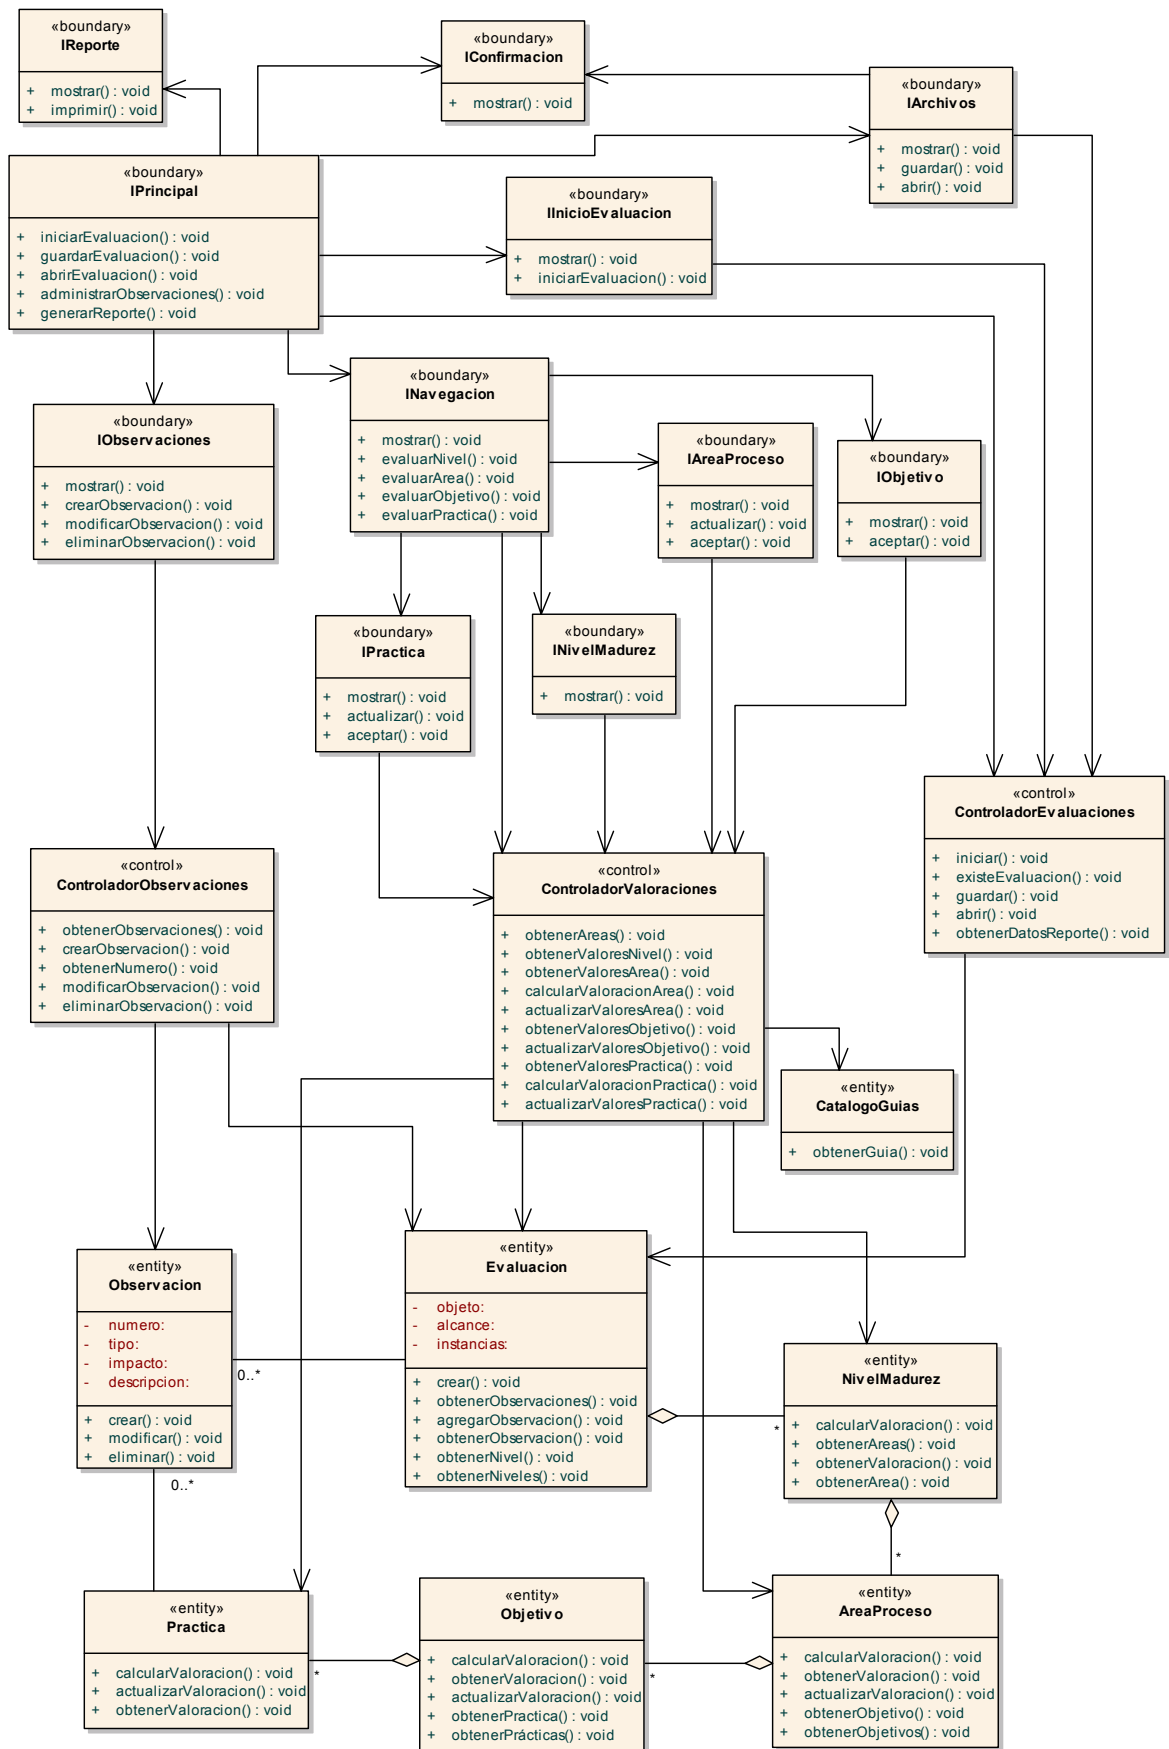 «boundary»
IReporte
+ mostrar() : void
+ imprimir() : void
«boundary»
IConfirmacion
+ mostrar() : void
«boundary»
IArchivos
+ mostrar() : void
+ guardar() : void
+ abrir() : void
«boundary»
IPrincipal
+ iniciarEvaluacion() : void
+ guardarEvaluacion() : void
+ abrirEvaluacion() : void
+ administrarObservaciones() : void
+ generarReporte() : void
«boundary»
IInicioEvaluacion
+ mostrar() : void
+ iniciarEvaluacion() : void
«boundary»
IObservaciones
+ mostrar() : void
+ crearObservacion() : void
+ modificarObservacion() : void
+ eliminarObservacion() : void
«boundary»
INavegacion
+ mostrar() : void
+ evaluarNivel() : void
+ evaluarArea() : void
+ evaluarObjetivo() : void
+ evaluarPractica() : void
«boundary»
IAreaProceso
+ mostrar() : void
+ actualizar() : void
+ aceptar() : void
«boundary»
IObjetivo
+ mostrar() : void
+ aceptar() : void
«boundary»
IPractica
+ mostrar() : void
+ actualizar() : void
+ aceptar() : void
«boundary»
INivelMadurez
+ mostrar() : void
«control»
ControladorEvaluaciones
+ iniciar() : void
+ existeEvaluacion() : void
+ guardar() : void
+ abrir() : void
+ obtenerDatosReporte() : void
«control»
ControladorObservaciones
+ obtenerObservaciones() : void
+ crearObservacion() : void
+ obtenerNumero() : void
+ modificarObservacion() : void
+ eliminarObservacion() : void
«control»
ControladorValoraciones
+ obtenerAreas() : void
+ obtenerValoresNivel() : void
+ obtenerValoresArea() : void
+ calcularValoracionArea() : void
+ actualizarValoresArea() : void
+ obtenerValoresObjetivo() : void
+ actualizarValoresObjetivo() : void
+ obtenerValoresPractica() : void
+ calcularValoracionPractica() : void
+ actualizarValoresPractica() : void
«entity»
CatalogoGuias
+ obtenerGuia() : void
«entity»
Observacion
- numero:
- tipo:
- impacto:
- descripcion:
+ crear() : void
+ modificar() : void
+ eliminar() : void
0..*
0..*
«entity»
Evaluacion
- objeto:
- alcance:
- instancias:
+ crear() : void
+ obtenerObservaciones() : void
+ agregarObservacion() : void
+ obtenerObservacion() : void
+ obtenerNivel() : void
+ obtenerNiveles() : void
*
«entity»
NivelMadurez
+ calcularValoracion() : void
+ obtenerAreas() : void
+ obtenerValoracion() : void
+ obtenerArea() : void
*
«entity»
Practica
+ calcularValoracion() : void
+ actualizarValoracion() : void
+ obtenerValoracion() : void
*
«entity»
Objetivo
+ calcularValoracion() : void
+ obtenerValoracion() : void
+ actualizarValoracion() : void
+ obtenerPractica() : void
+ obtenerPrácticas() : void
*
«entity»
AreaProceso
+ calcularValoracion() : void
+ obtenerValoracion() : void
+ actualizarValoracion() : void
+ obtenerObjetivo() : void
+ obtenerObjetivos() : void